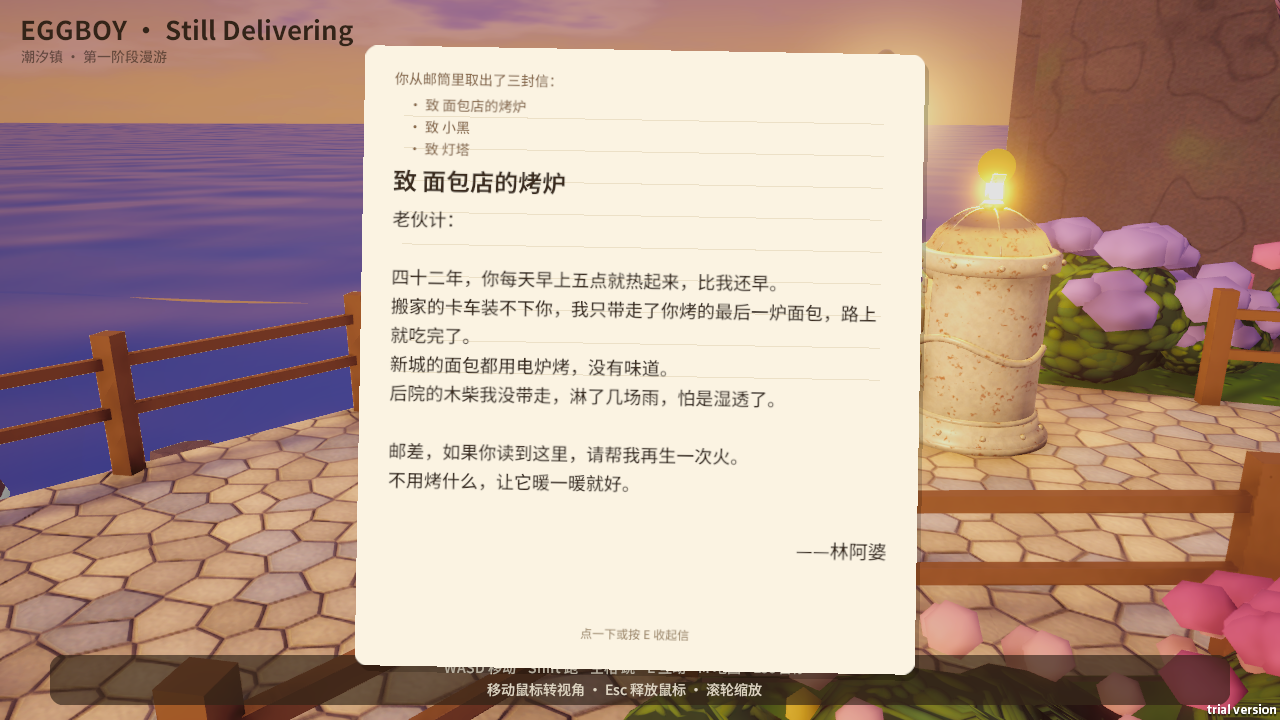 EGGBOY · Still Delivering
潮汐镇 · 第一阶段漫游
你从邮筒里取出了三封信：
· 致 面包店的烤炉
· 致 小黑
· 致 灯塔
致 面包店的烤炉
老伙计：
四十二年，你每天早上五点就热起来，比我还早。
搬家的卡车装不下你，我只带走了你烤的最后一炉面包，路上
就吃完了。
新城的面包都用电炉烤，没有味道。
后院的木柴我没带走，淋了几场雨，怕是湿透了。
邮差，如果你读到这里，请帮我再生一次火。
不用烤什么，让它暖一暖就好。
——林阿婆
点一下或按 E 收起信
WASD 移动
移动鼠标转视角 · Esc 释放鼠标 · 滚轮缩放
trial version